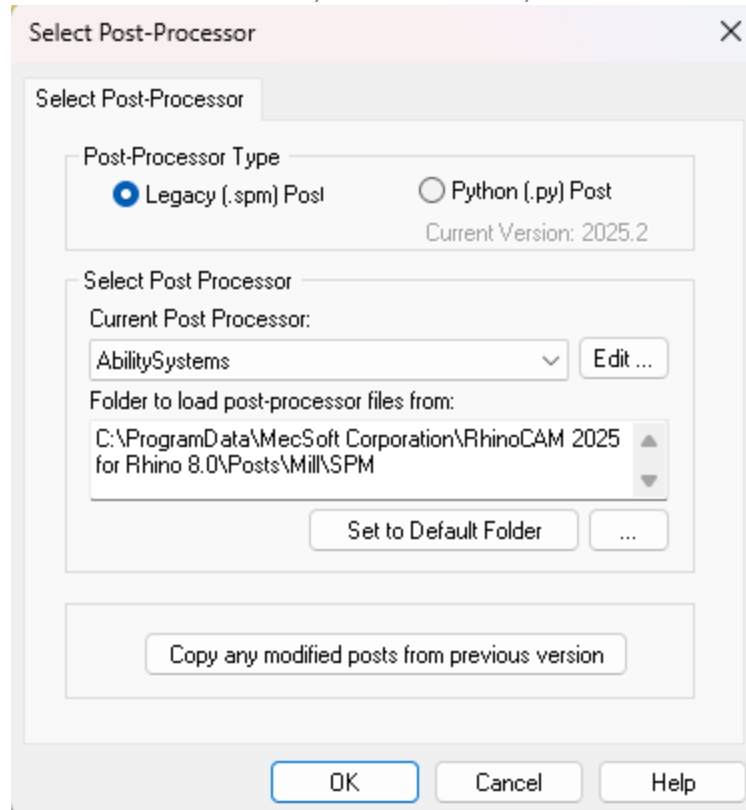 Select Post-Processor
Select Post-Processor
Post-Processor Type
Legacy (.spm) Post
Python (.py) Post
Current Version: 2025.2
Select Post Processor
Current Post Processor:
AbilitySystems
Edit ...
Folder to load post-processor files from:
C:\ProgramData\MecSoft Corporation\RhinoCAM 2025
for Rhino 8.0\Posts\Mill\SPM
Set to Default Folder
...
Copy any modified posts from previous version
OK
Cancel
Help